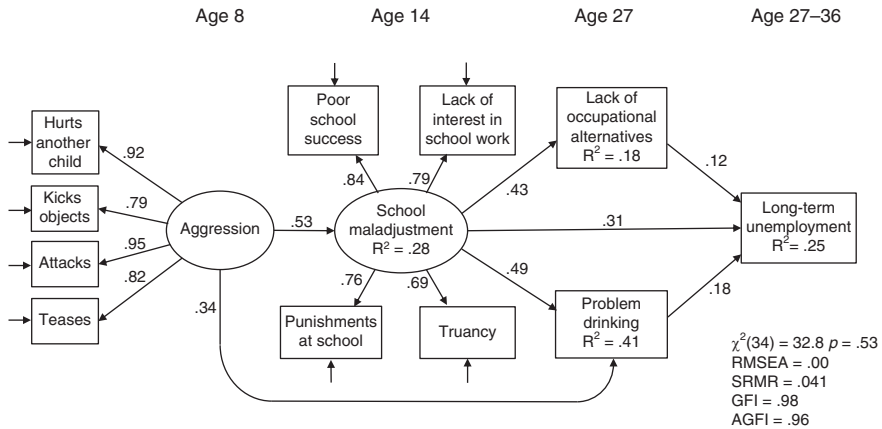 Age 8
Age 14
Age 27
Age 27–36
Hurts
another
child
Kicks
objects
Attacks
Teases
.92
.79
.95
.82
Aggression
.34
.53
Poor
school
success
Lack of
interest in
school work
.84
.79
School
maladjustment
R² = .28
.76
.69
Punishments
at school
Truancy
.43
.31
.49
Lack of
occupational
alternatives
R² = .18
Problem
drinking
R² = .41
.12
.18
Long-term
unemployment
R² = .25
χ²(34) = 32.8 p = .53
RMSEA = .00
SRMR = .041
GFI = .98
AGFI = .96